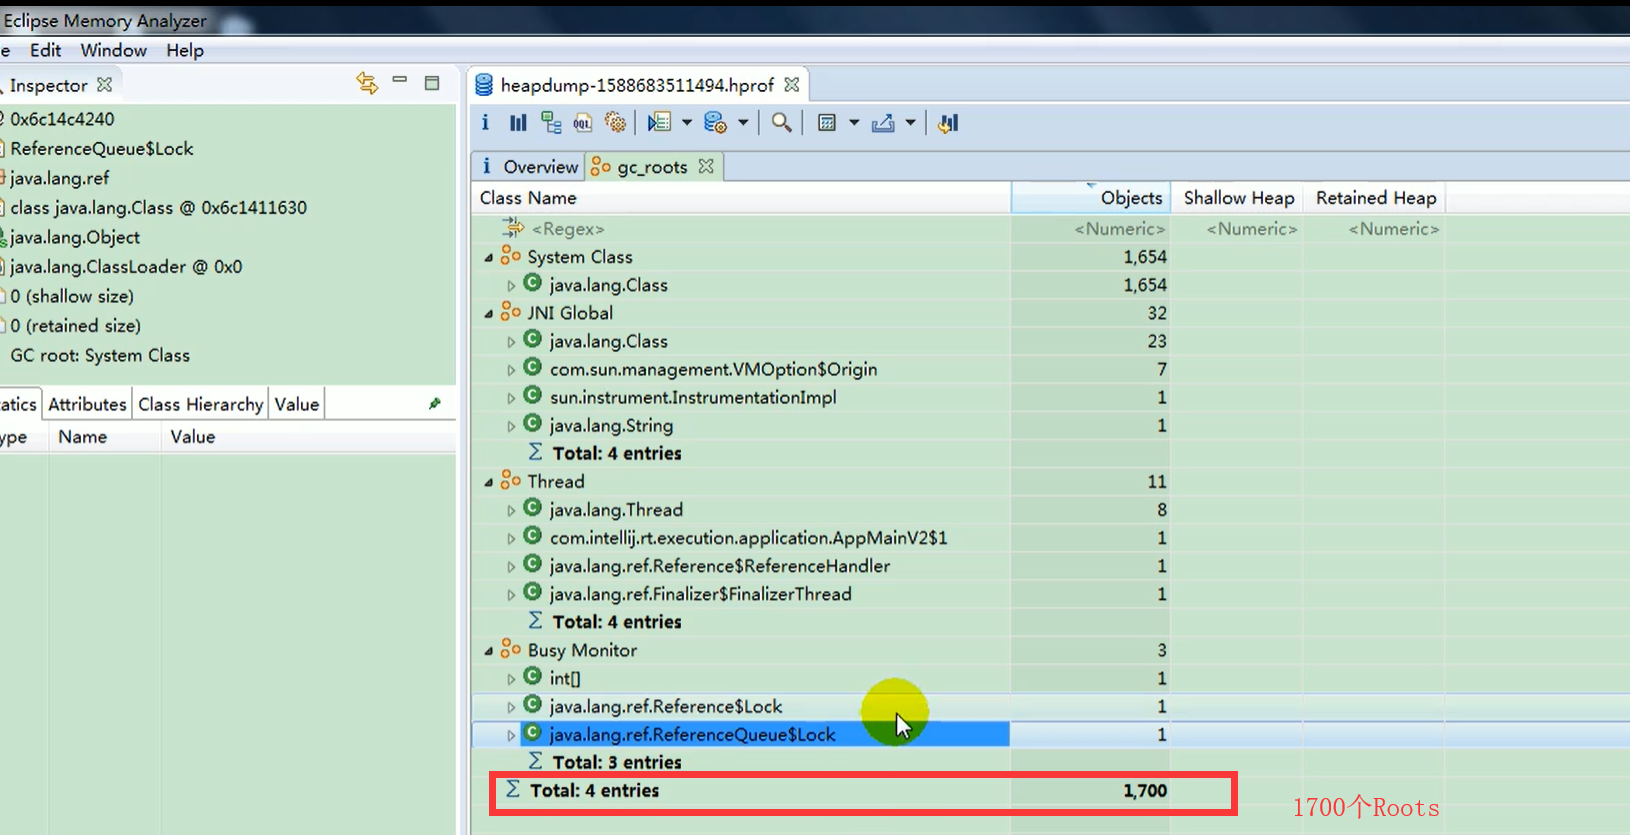 Eclipse Memory Analyzer
e Edit Window Help
Inspector
0x6c14c4240
ReferenceQueue$Lock
java.lang.ref
class java.lang.Class @ 0x6c1411630
java.lang.Object
java.lang.ClassLoader @ 0x0
0 (shallow size)
0 (retained size)
GC root: System Class
atics Attributes Class Hierarchy Value
ype Name Value
heapdump-1588683511494.hprof
i OQL
i Overview gc_roots
Class Name Objects Shallow Heap Retained Heap
<Regex> <Numeric> <Numeric> <Numeric>
System Class 1,654
java.lang.Class 1,654
JNI Global 32
java.lang.Class 23
com.sun.management.VMOption$Origin 7
sun.instrument.InstrumentationImpl 1
java.lang.String 1
Σ Total: 4 entries
Thread 11
java.lang.Thread 8
com.intellij.rt.execution.application.AppMainV2$1 1
java.lang.ref.Reference$ReferenceHandler 1
java.lang.ref.Finalizer$FinalizerThread 1
Σ Total: 4 entries
Busy Monitor 3
int[] 1
java.lang.ref.Reference$Lock 1
java.lang.ref.ReferenceQueue$Lock 1
Σ Total: 3 entries
Σ Total: 4 entries 1,700
1700个Roots